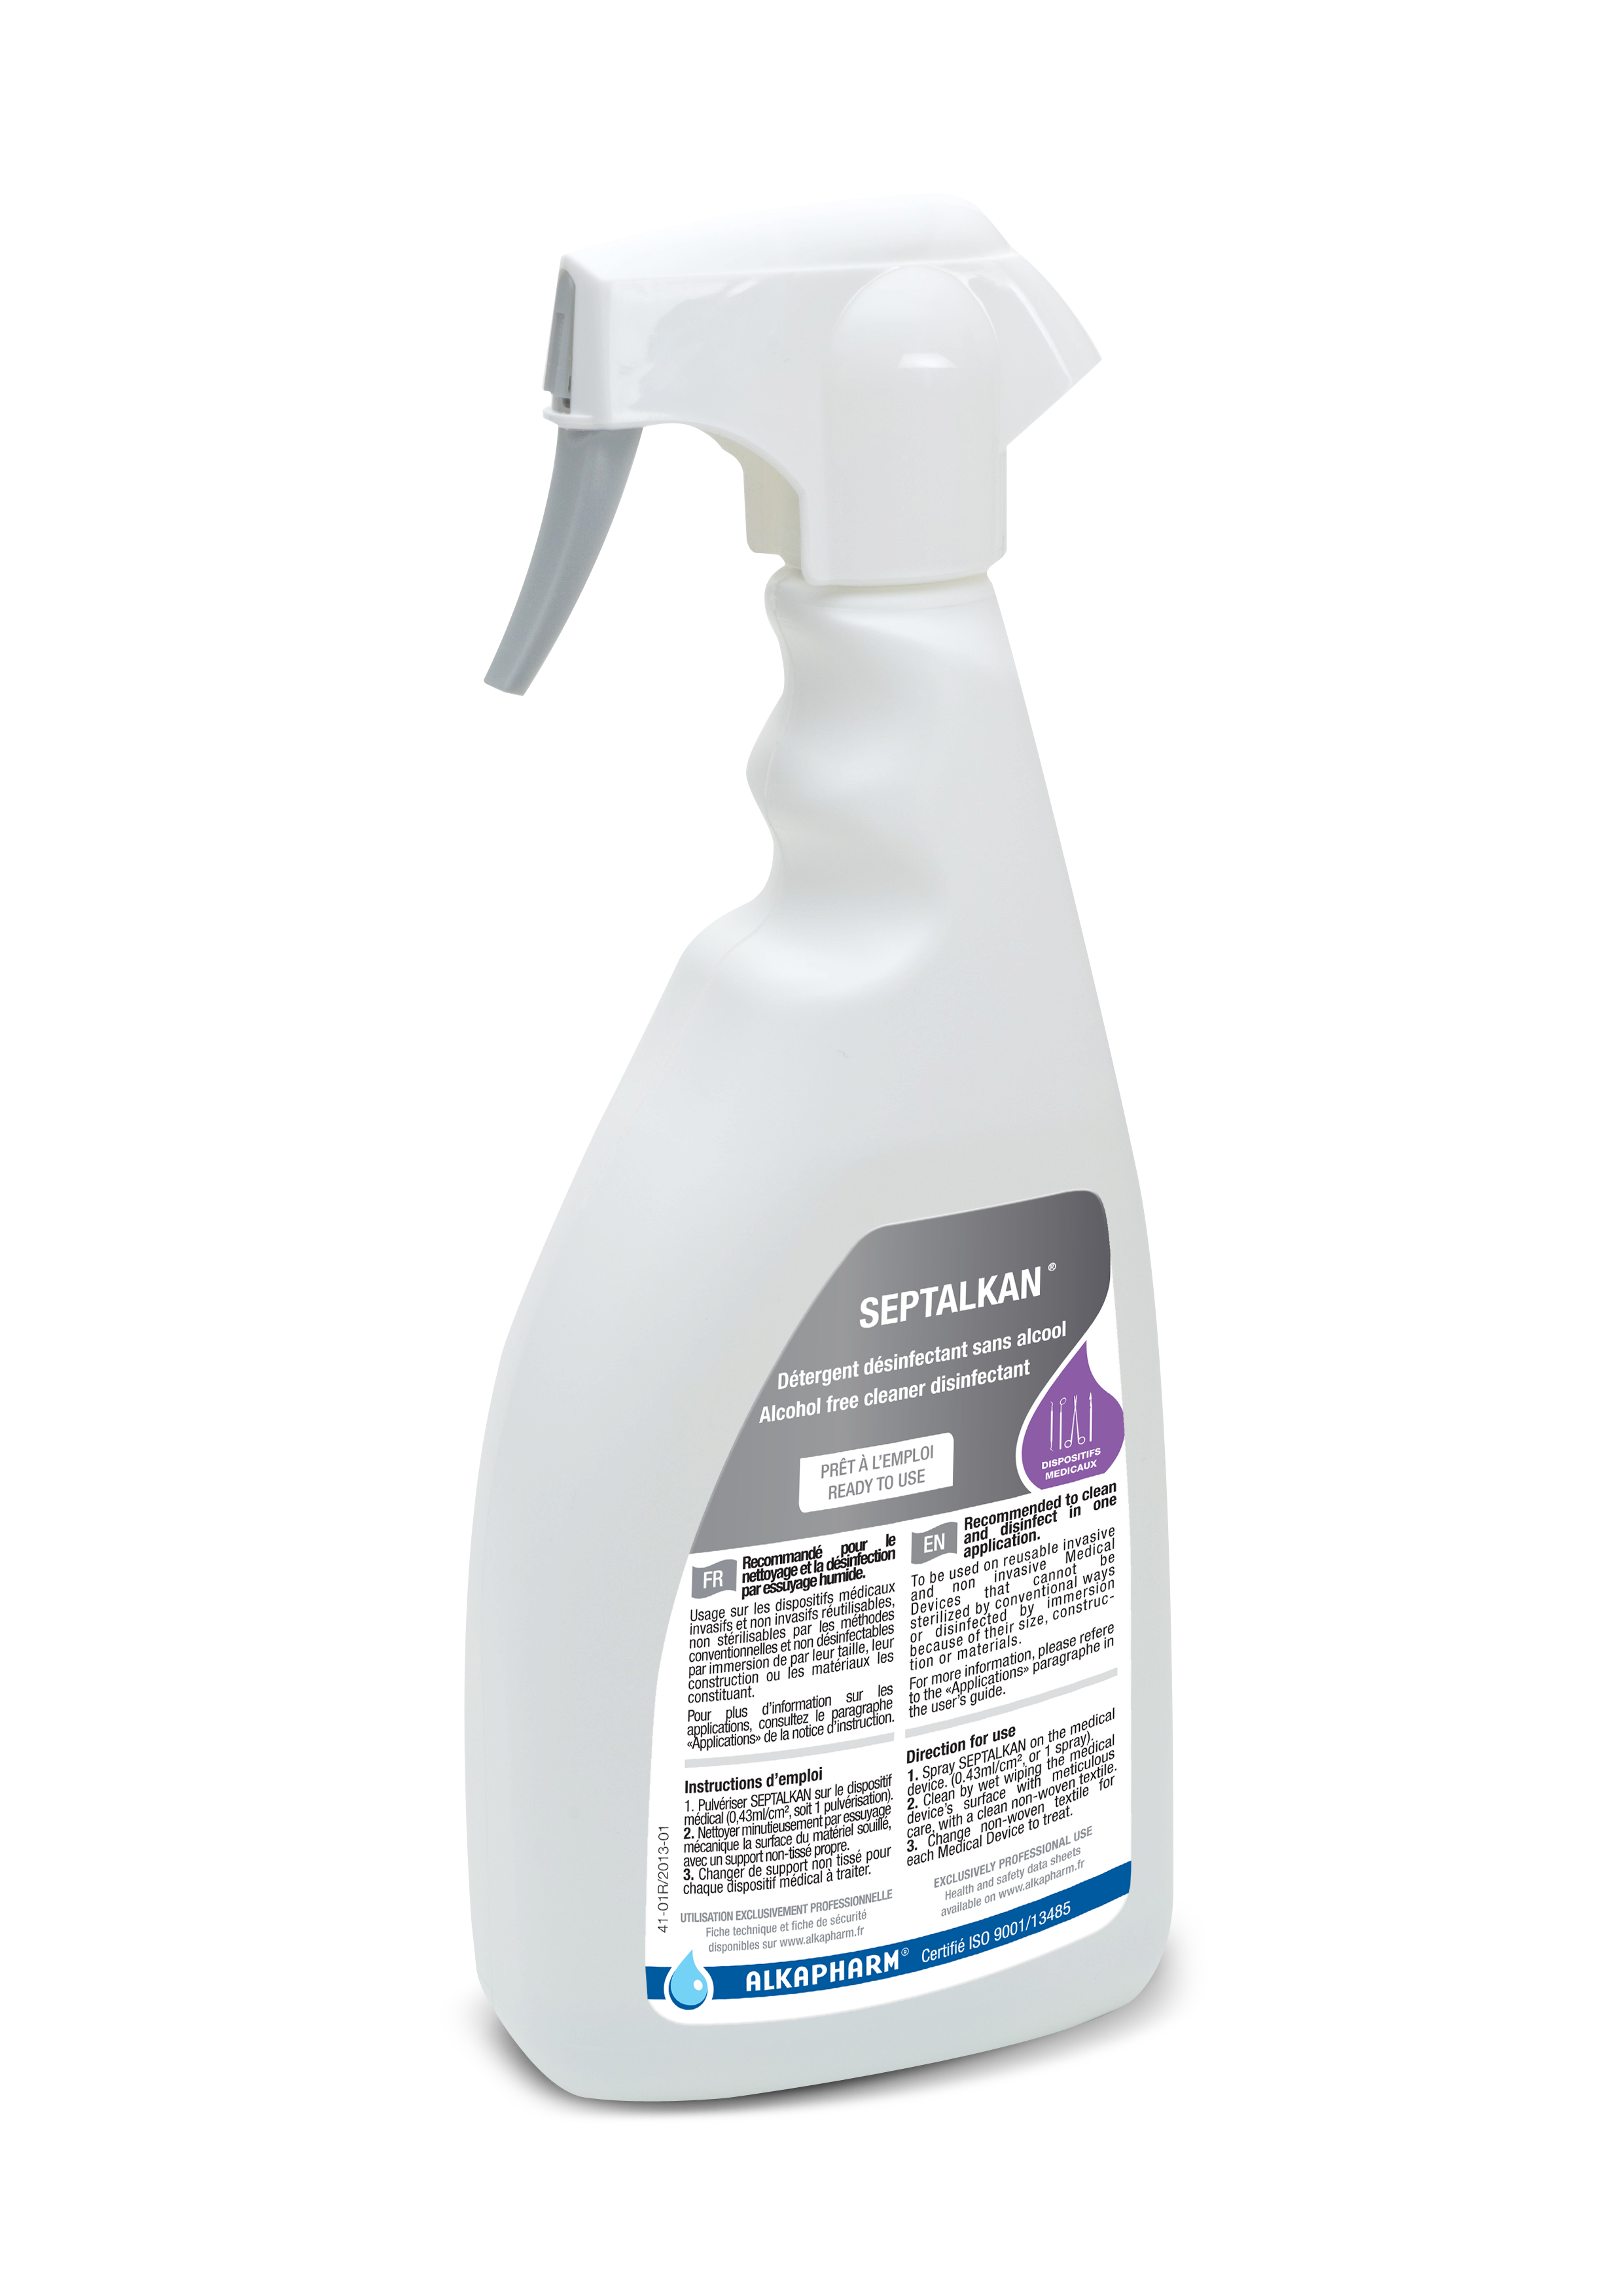 SEPTALKAN®
Détergent désinfectant sans alcool
Alcohol free cleaner disinfectant
PRÊT À L'EMPLOI
READY TO USE
DISPOSITIFS
MEDICAUX
FR
Recommandé pour le
nettoyage et la désinfection
par essuyage humide.
Usage sur les dispositifs médicaux
invasifs et non invasifs réutilisables,
non stérilisables par les méthodes
conventionnelles et non désinfectables
par immersion de par leur taille, leur
construction ou les matériaux les
constituant.
Pour plus d'information sur les
applications, consultez le paragraphe
«Applications» de la notice d'instruction.
Instructions d'emploi
1. Pulvériser SEPTALKAN sur le dispositif
médical (0,43ml/cm², soit 1 pulvérisation).
2. Nettoyer minutieusement par essuyage
mécanique la surface du matériel souillé,
avec un support non-tissé propre.
3. Changer de support non tissé pour
chaque dispositif médical à traiter.
UTILISATION EXCLUSIVEMENT PROFESSIONNELLE
Fiche technique et fiche de sécurité
disponibles sur www.alkapharm.fr
41-01R/2013-01
EN
Recommended to clean
and disinfect in one
application.
To be used on reusable invasive
and non invasive Medical
Devices that cannot be
sterilized by conventional ways
or disinfected by immersion
because of their size, construc-
tion or materials.
For more information, please refere
to the «Applications» paragraphe in
the user's guide.
Direction for use
1. Spray SEPTALKAN on the medical
device. (0.43ml/cm², or 1 spray).
2. Clean by wet wiping the medical
device's surface with meticulous
care, with a clean non-woven textile.
3. Change non-woven textile for
each Medical Device to treat.
EXCLUSIVELY PROFESSIONAL USE
Health and safety data sheets
available on www.alkapharm.fr
ALKAPHARM® Certifié ISO 9001/13485